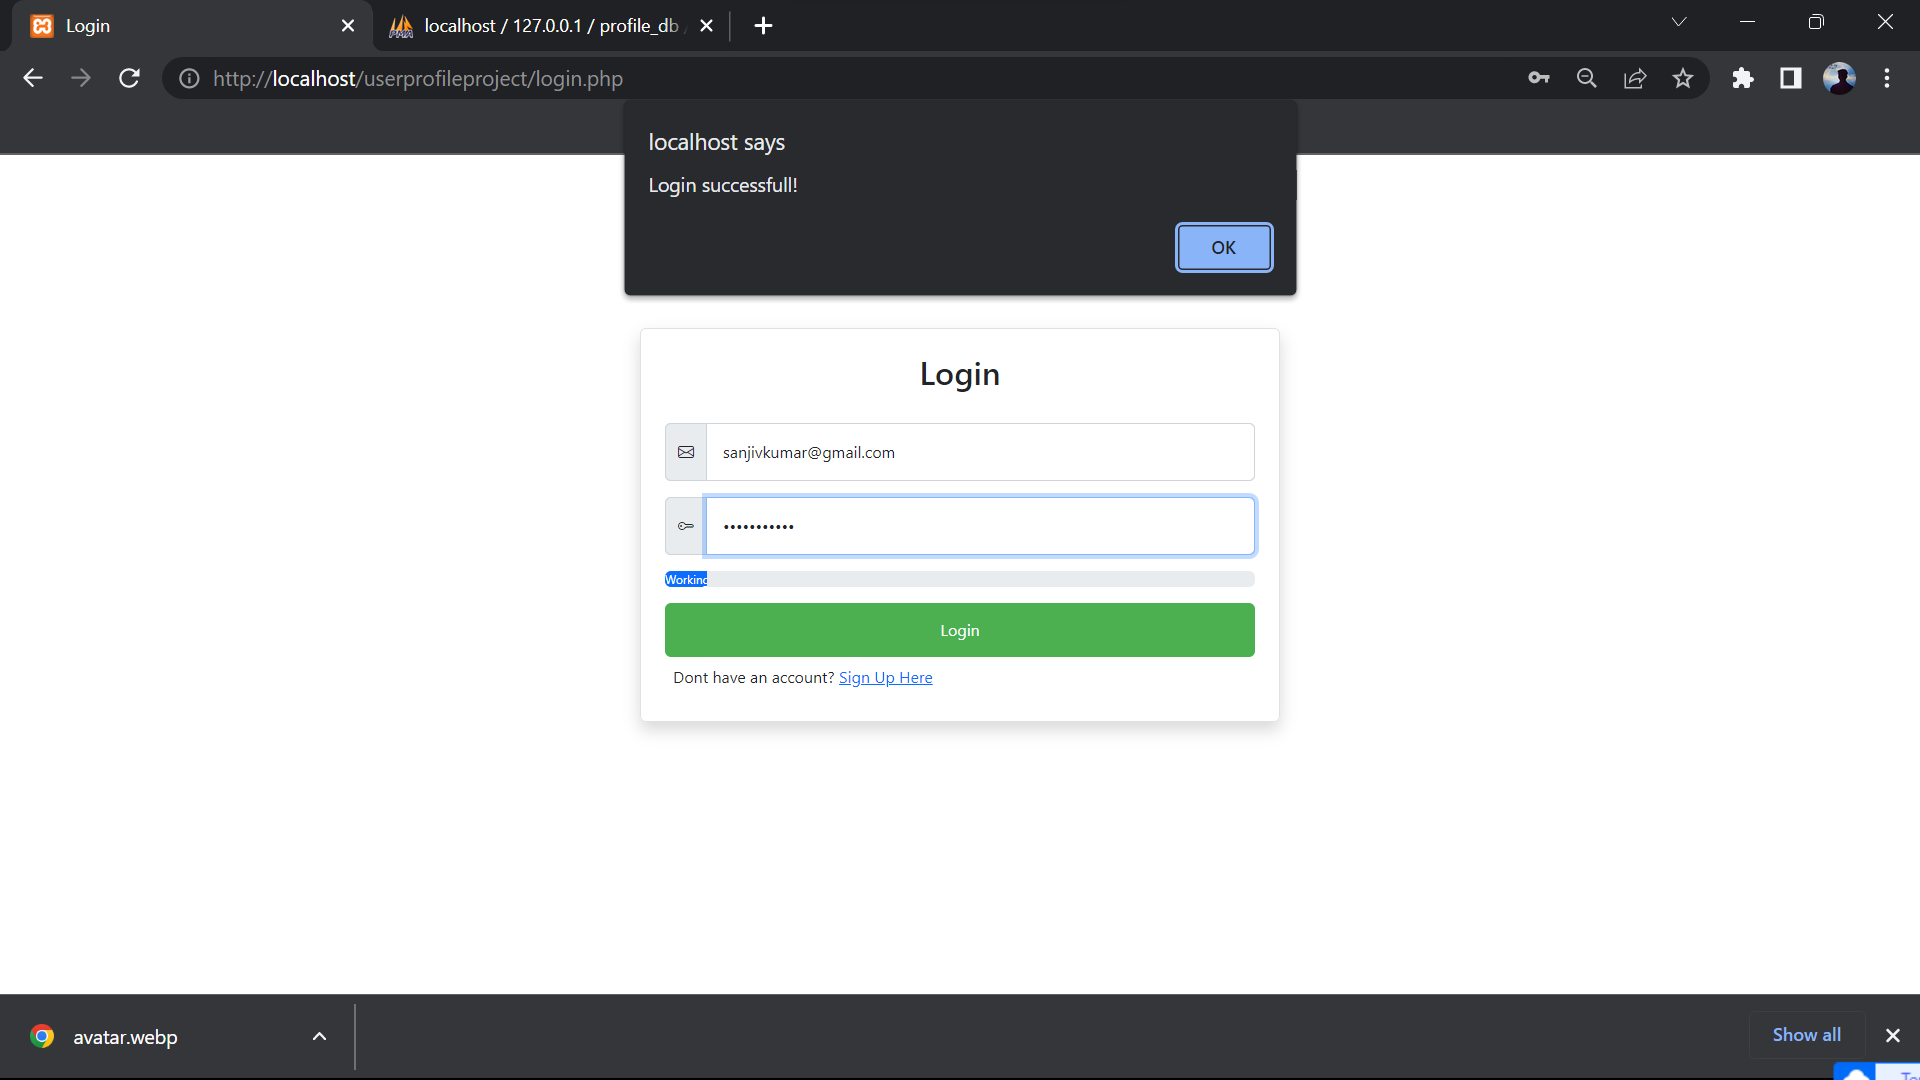 Login
localhost / 127.0.0.1 / profile_db
http://localhost/userprofileproject/login.php
localhost says
Login successfull!
OK
Login
sanjivkumar@gmail.com
•••••••••••
Login
Dont have an account? Sign Up Here
avatar.webp
Show all